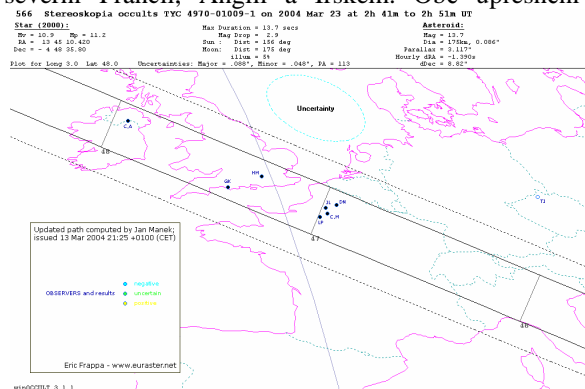 severní Francií, Anglií a Irskem. Obě upřesnění
566 Stereoskopia occults TYC 4970-01009-1 on 2004 Mar 23 at 2h 41m to 2h 51m UT
Star (2000):
Mv = 10.9 Mp = 11.2
RA = 13 45 10.420
Dec = - 4 48 35.80
Max Duration = 13.7 secs
Mag Drop = 2.9
Sun : Dist = 156 deg
Moon: Dist = 175 deg
illum = 5%
Asteroid:
Mag = 13.7
Dia = 175km, 0.086"
Parallax = 3.117"
Hourly dRA = -1.390s
dDec = 8.82"
Plot for Long 3.0 Lat 48.0 Uncertainties: Major = .088", Minor = .048", PA = 113
Uncertainty
C,A
48
MM
GK
JL
DN
C,M
LP
TJ
47
46
Updated path computed by Jan Manek;
issued 13 Mar 2004 21:25 +0100 (CET)
OBSERVERS and results
negative
uncertain
positive
Eric Frappa - www.euraster.net
winOCCULT 3.1.1